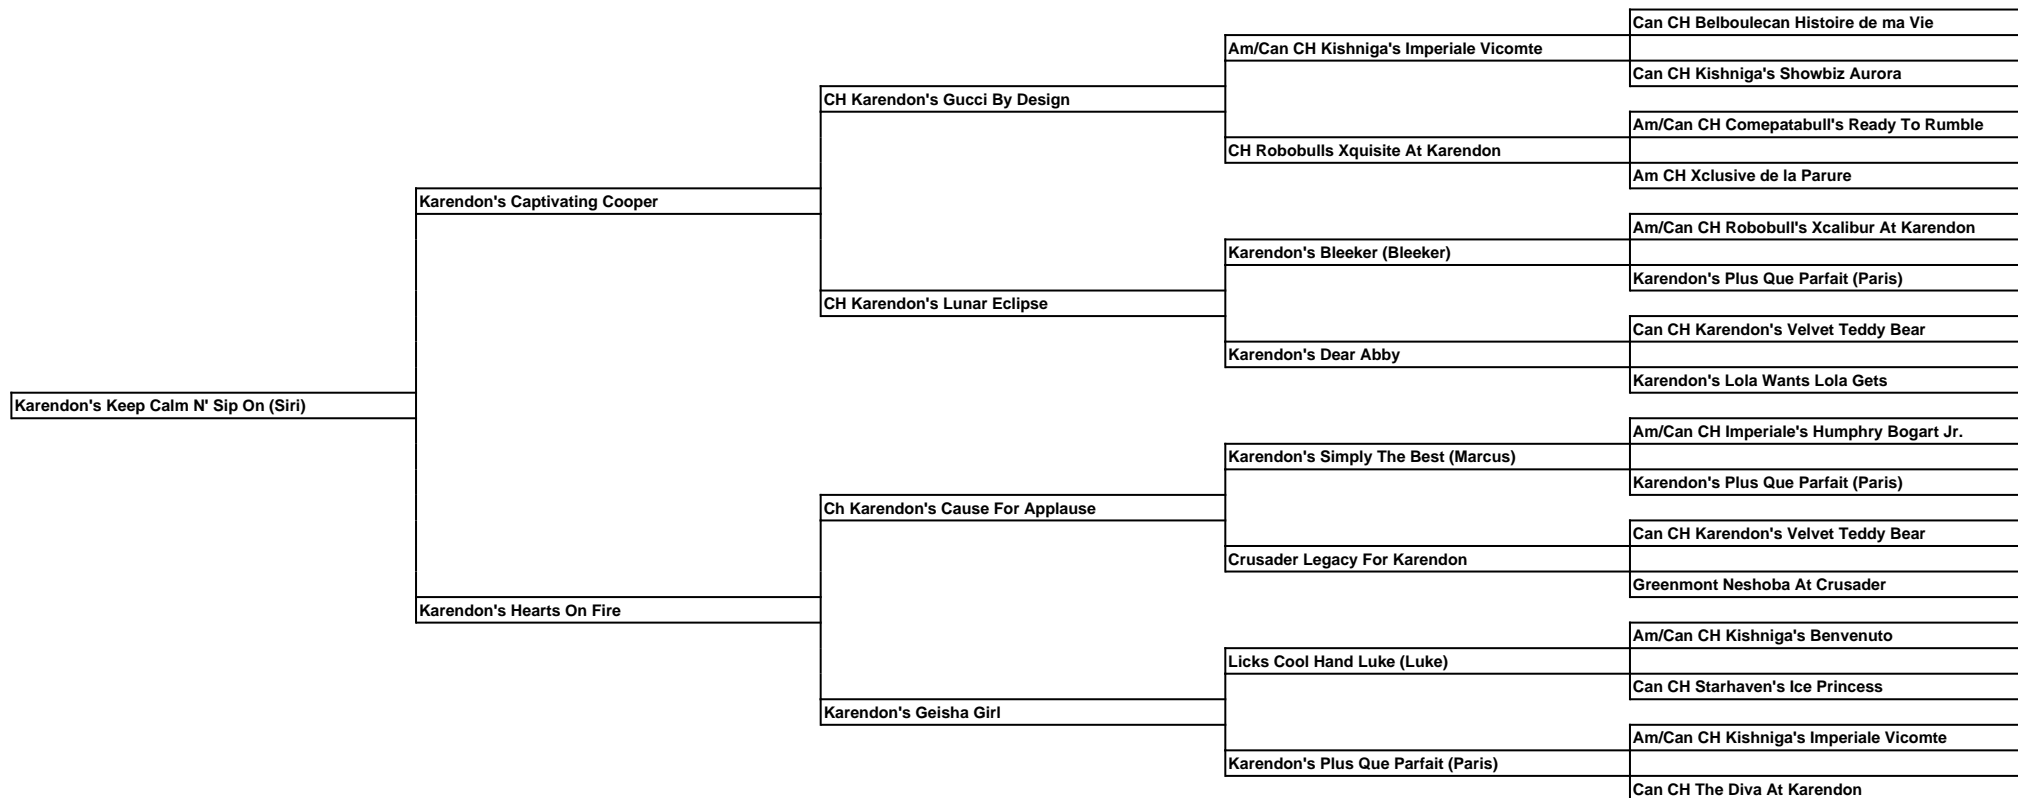 Can CH Belboulecan Histoire de ma Vie
Am/Can CH Kishniga's Imperiale Vicomte
Can CH Kishniga's Showbiz Aurora
CH Karendon's Gucci By Design
Am/Can CH Comepatabull's Ready To Rumble
CH Robobulls Xquisite At Karendon
Am CH Xclusive de la Parure
Karendon's Captivating Cooper
Am/Can CH Robobull's Xcalibur At Karendon
Karendon's Bleeker (Bleeker)
Karendon's Plus Que Parfait (Paris)
CH Karendon's Lunar Eclipse
Can CH Karendon's Velvet Teddy Bear
Karendon's Dear Abby
Karendon's Lola Wants Lola Gets
Karendon's Keep Calm N' Sip On (Siri)
Am/Can CH Imperiale's Humphry Bogart Jr.
Karendon's Simply The Best (Marcus)
Karendon's Plus Que Parfait (Paris)
Ch Karendon's Cause For Applause
Can CH Karendon's Velvet Teddy Bear
Crusader Legacy For Karendon
Greenmont Neshoba At Crusader
Karendon's Hearts On Fire
Am/Can CH Kishniga's Benvenuto
Licks Cool Hand Luke (Luke)
Can CH Starhaven's Ice Princess
Karendon's Geisha Girl
Am/Can CH Kishniga's Imperiale Vicomte
Karendon's Plus Que Parfait (Paris)
Can CH The Diva At Karendon